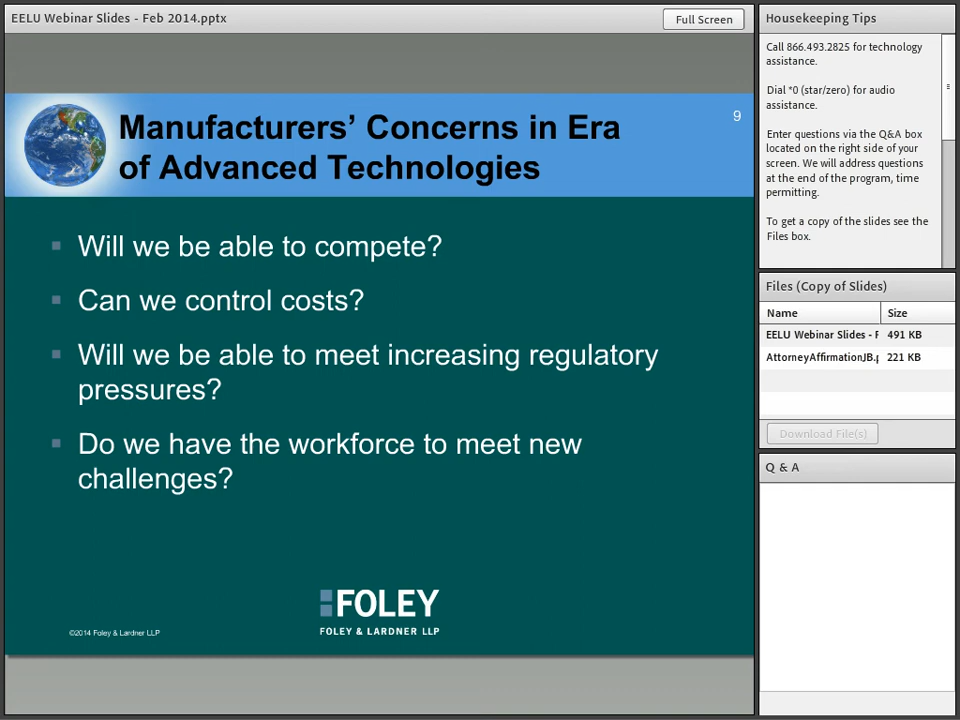 EELU Webinar Slides - Feb 2014.pptx
Full Screen
9
Manufacturers’ Concerns in Era
of Advanced Technologies
Will we be able to compete?
Can we control costs?
Will we be able to meet increasing regulatory
pressures?
Do we have the workforce to meet new
challenges?
FOLEY
FOLEY & LARDNER LLP
©2014 Foley & Lardner LLP
Housekeeping Tips
Call 866.493.2825 for technology
assistance.
Dial *0 (star/zero) for audio
assistance.
Enter questions via the Q&A box
located on the right side of your
screen. We will address questions
at the end of the program, time
permitting.
To get a copy of the slides see the
Files box.
Files (Copy of Slides)
Name Size
EELU Webinar Slides - F 491 KB
AttorneyAffirmationJB.p 221 KB
Download File(s)
Q & A